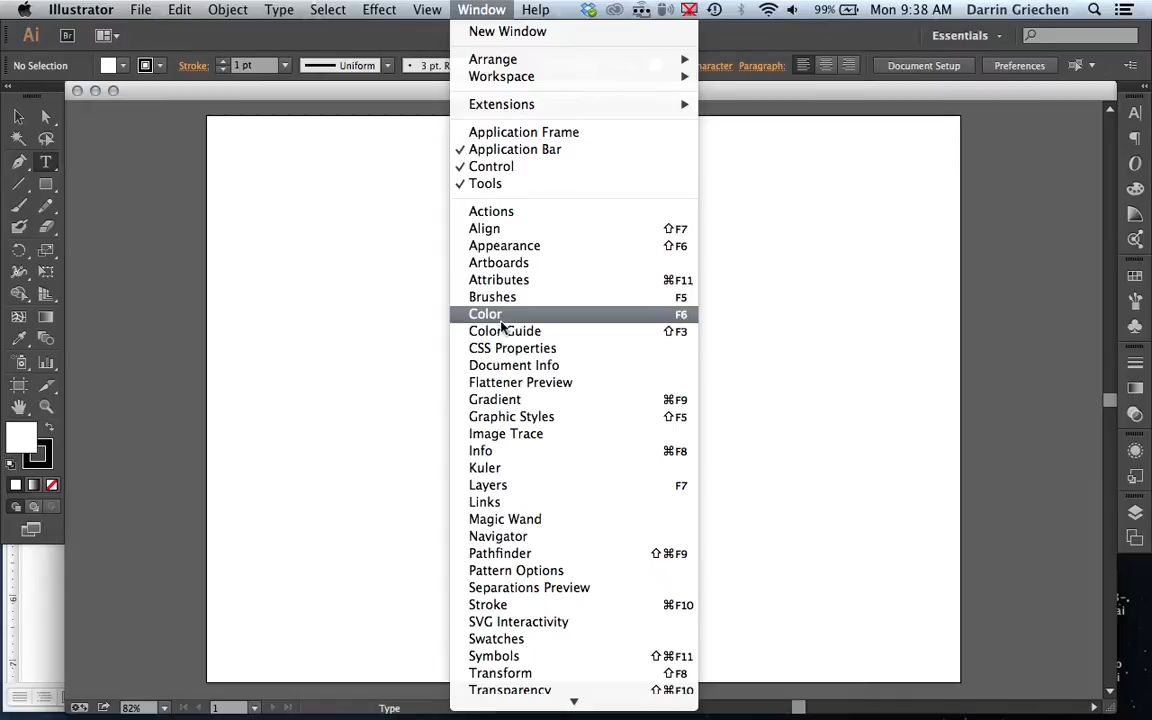 Illustrator File Edit Object Type Select Effect View Window Help 99% Mon 9:38 AM Darrin Griechen
Ai Br Essentials
No Selection Stroke: 1 pt Uniform 3 pt. R aracter Paragraph: Document Setup Preferences
New Window
Arrange
Workspace
Extensions
Application Frame
✓ Application Bar
✓ Control
✓ Tools
Actions
Align ⇧F7
Appearance ⇧F6
Artboards
Attributes ⌘F11
Brushes F5
Color F6
Color Guide ⇧F3
CSS Properties
Document Info
Flattener Preview
Gradient ⌘F9
Graphic Styles ⇧F5
Image Trace
Info ⌘F8
Kuler
Layers F7
Links
Magic Wand
Navigator
Pathfinder ⇧⌘F9
Pattern Options
Separations Preview
Stroke ⌘F10
SVG Interactivity
Swatches
Symbols ⇧⌘F11
Transform ⇧F8
Transparency ⇧⌘F10
82% 1 Type